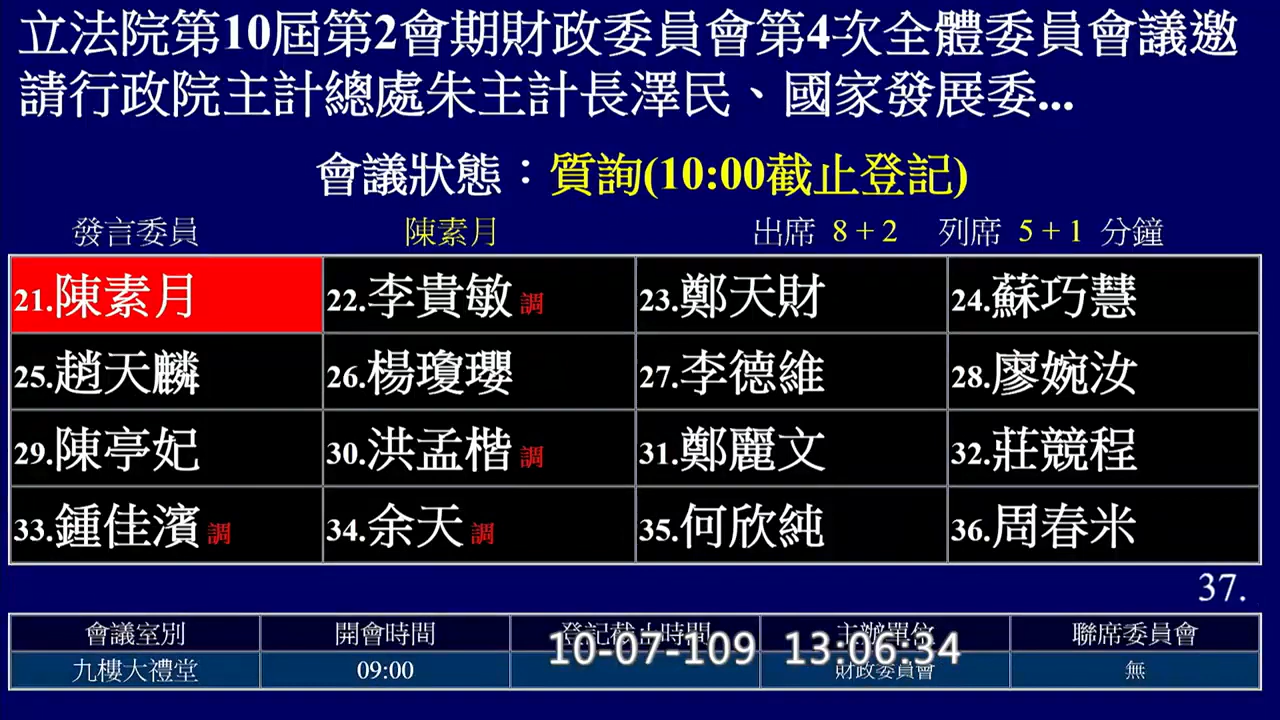 立法院第10屆第2會期財政委員會第4次全體委員會議邀
請行政院主計總處朱主計長澤民、國家發展委...
會議狀態：質詢(10:00截止登記)
發言委員 陳素月 出席 8 + 2 列席 5 + 1 分鐘
21.陳素月 22.李貴敏調 23.鄭天財 24.蘇巧慧
25.趙天麟 26.楊瓊瓔 27.李德維 28.廖婉汝
29.陳亭妃 30.洪孟楷調 31.鄭麗文 32.莊競程
33.鍾佳濱調 34.余天調 35.何欣純 36.周春米
37.
會議室別 開會時間 登記截止時間 主辦單位 聯席委員會
10-07-109 13:06:34
九樓大禮堂 09:00 財政委員會 無